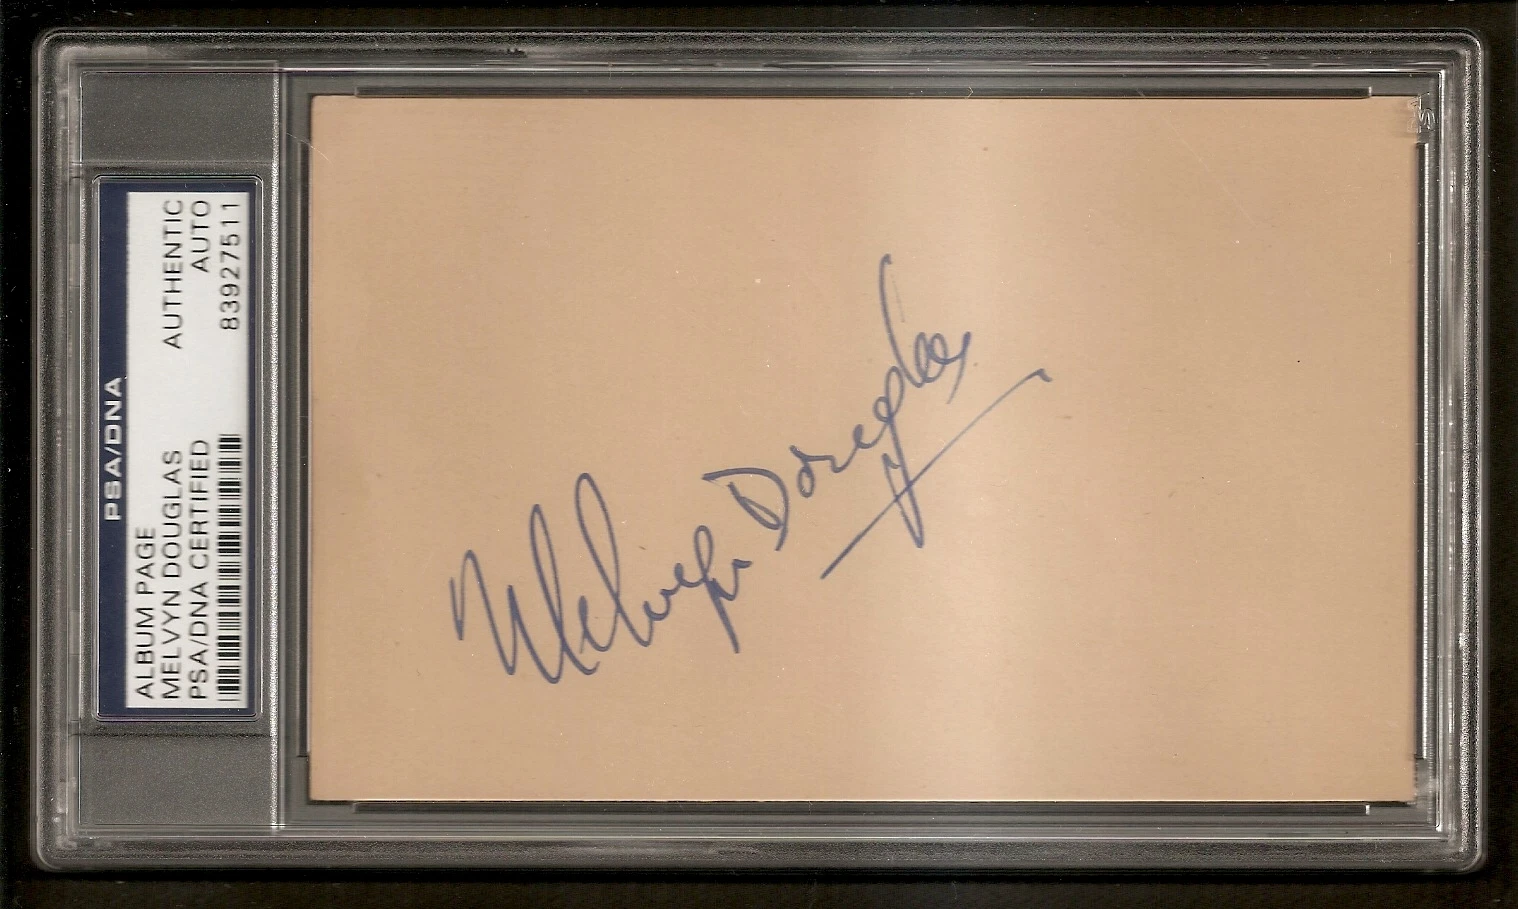 PSA/DNA
ALBUM PAGE
MELVYN DOUGLAS AUTHENTIC
PSA/DNA CERTIFIED AUTO
83927511
Melvyn Douglas